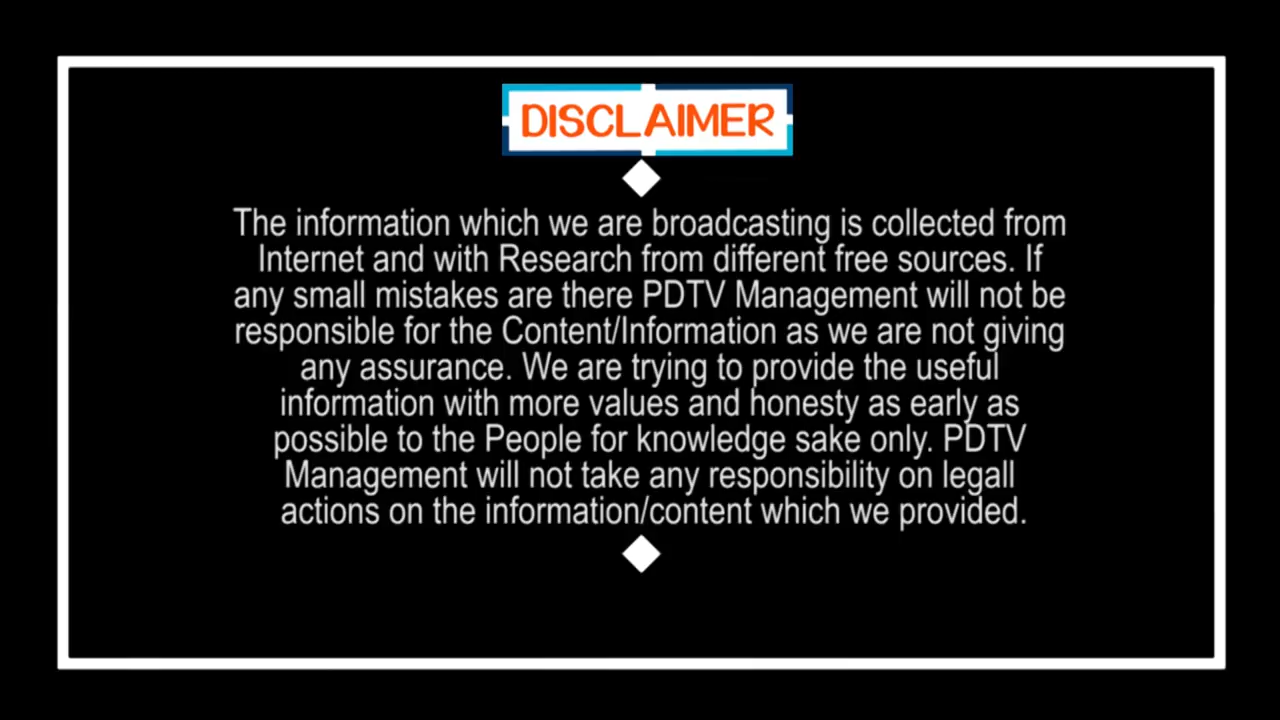 DISCLAIMER
The information which we are broadcasting is collected from
Internet and with Research from different free sources. If
any small mistakes are there PDTV Management will not be
responsible for the Content/Information as we are not giving
any assurance. We are trying to provide the useful
information with more values and honesty as early as
possible to the People for knowledge sake only. PDTV
Management will not take any responsibility on legall
actions on the information/content which we provided.